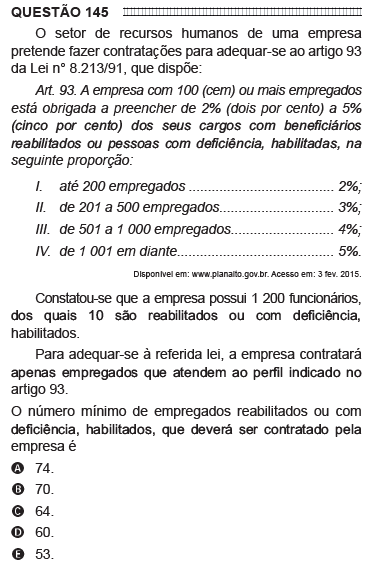 QUESTÃO 145
O setor de recursos humanos de uma empresa
pretende fazer contratações para adequar-se ao artigo 93
da Lei nº 8.213/91, que dispõe:
Art. 93. A empresa com 100 (cem) ou mais empregados
está obrigada a preencher de 2% (dois por cento) a 5%
(cinco por cento) dos seus cargos com beneficiários
reabilitados ou pessoas com deficiência, habilitadas, na
seguinte proporção:
I. até 200 empregados ................................... 2%;
II. de 201 a 500 empregados........................... 3%;
III. de 501 a 1 000 empregados......................... 4%;
IV. de 1 001 em diante...................................... 5%.
Disponível em: www.planalto.gov.br. Acesso em: 3 fev. 2015.
Constatou-se que a empresa possui 1 200 funcionários,
dos quais 10 são reabilitados ou com deficiência,
habilitados.
Para adequar-se à referida lei, a empresa contratará
apenas empregados que atendem ao perfil indicado no
artigo 93.
O número mínimo de empregados reabilitados ou com
deficiência, habilitados, que deverá ser contratado pela
empresa é
A 74.
B 70.
C 64.
D 60.
E 53.